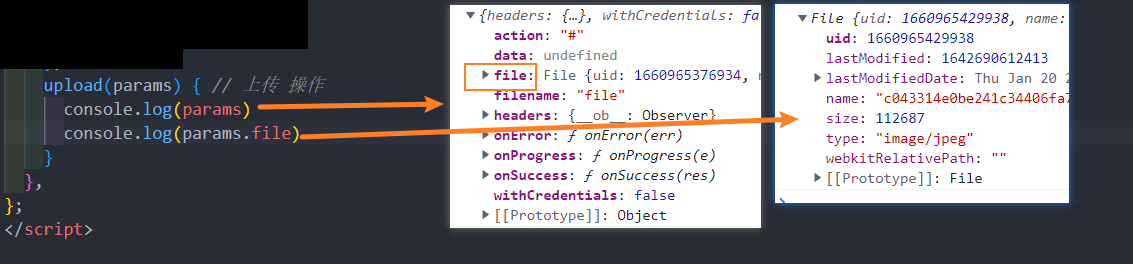 },
upload(params) { // 上传 操作
console.log(params)
console.log(params.file)
}
},
};
</script>
▼{headers: {…}, withCredentials: fa
action: "#"
data: undefined
▶file: File {uid: 1660965376934, n
filename: "file"
▶headers: {__ob__: Observer}
▶onError: ƒ onError(err)
▶onProgress: ƒ onProgress(e)
▶onSuccess: ƒ onSuccess(res)
withCredentials: false
▶[[Prototype]]: Object
▼File {uid: 1660965429938, name:
uid: 1660965429938
lastModified: 1642690612413
▶lastModifiedDate: Thu Jan 20 2
name: "c043314e0be241c34406fa7
size: 112687
type: "image/jpeg"
webkitRelativePath: ""
▶[[Prototype]]: File